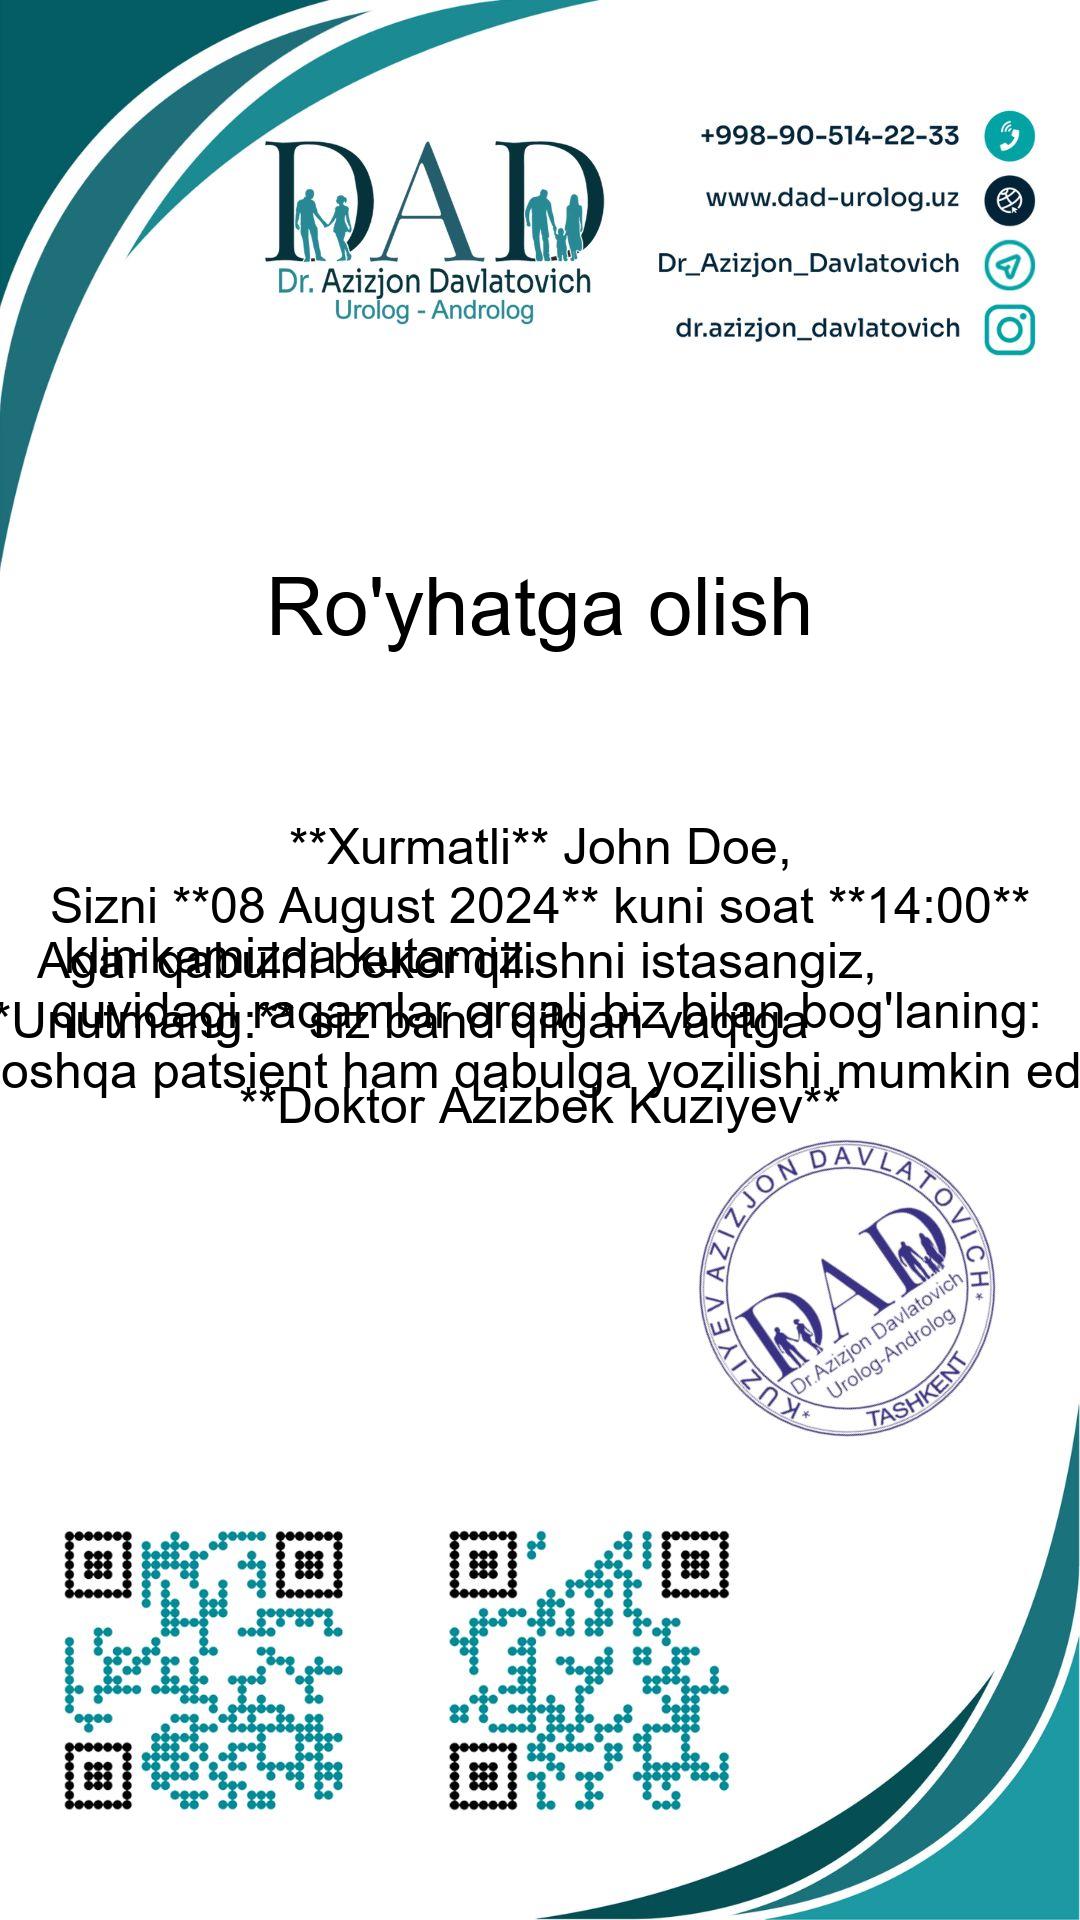 DAD
Dr. Azizjon Davlatovich
Urolog - Androlog
+998-90-514-22-33
www.dad-urolog.uz
Dr_Azizjon_Davlatovich
dr.azizjon_davlatovich
Ro'yhatga olish
**Xurmatli** John Doe,
Sizni **08 August 2024** kuni soat **14:00**
klinikamizda kutamiz.
Agar qabulni bekor qilishni istasangiz,
quyidagi raqamlar orqali biz bilan bog'laning:
*Unutmang:** siz band qilgan vaqtga
oshqa patsient ham qabulga yozilishi mumkin ed
**Doktor Azizbek Kuziyev**
*KUZIYEV AZIZJON DAVLATOVICH*
DAD
Dr.Azizjon Davlatovich
Urolog-Androlog
TASHKENT